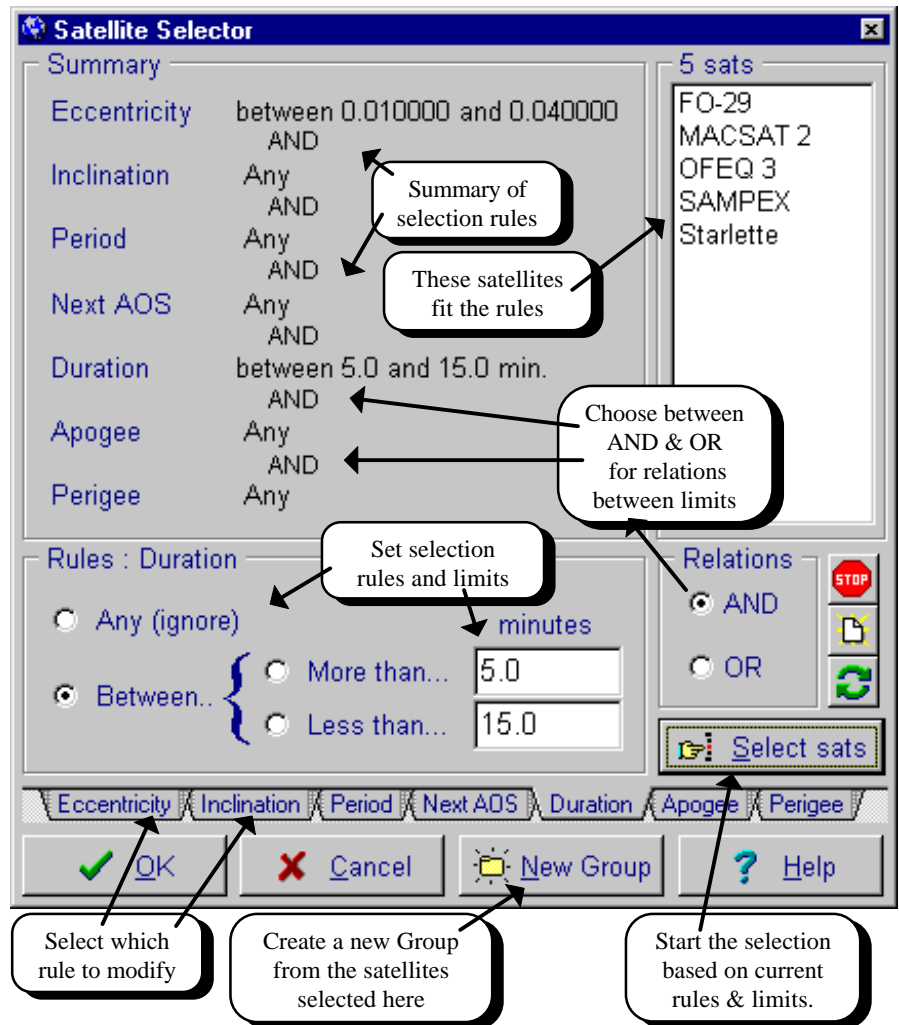 Satellite Selector
Summary
Eccentricity between 0.010000 and 0.040000
AND
Inclination Any
AND
Period Any
AND
Next AOS Any
AND
Duration between 5.0 and 15.0 min.
AND
Apogee Any
AND
Perigee Any
Summary of
selection rules
These satellites
fit the rules
5 sats
FO-29
MACSAT 2
OFEQ 3
SAMPEX
Starlette
Choose between
AND & OR
for relations
between limits
Rules : Duration
Set selection
rules and limits
Any (ignore)
minutes
Between..
{
More than... 5.0
Less than... 15.0
Relations
AND
OR
STOP
Select sats
Eccentricity Inclination Period Next AOS Duration Apogee Perigee
OK Cancel New Group ? Help
Select which
rule to modify
Create a new Group
from the satellites
selected here
Start the selection
based on current
rules & limits.